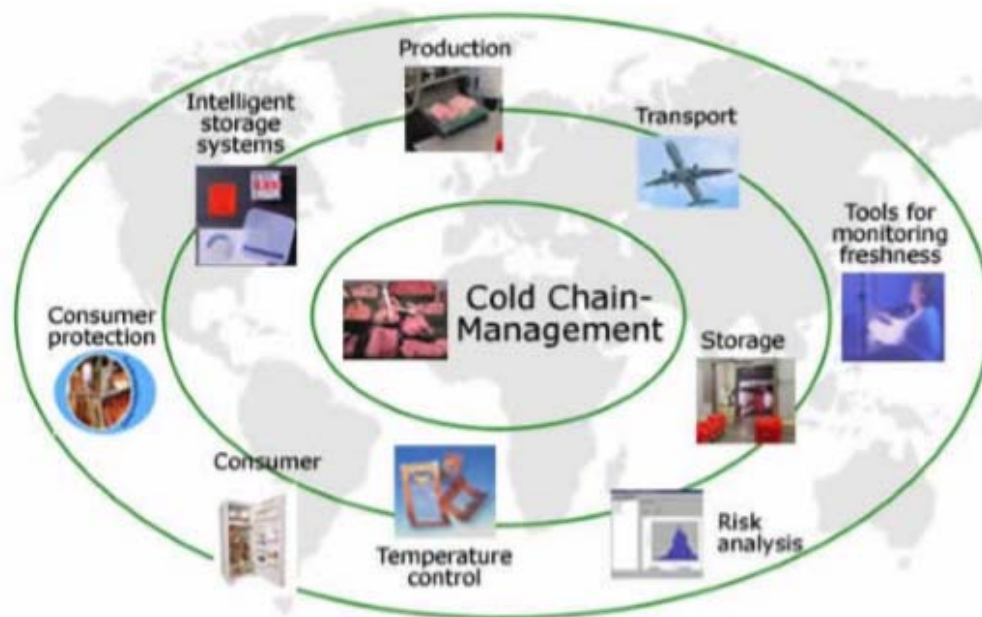 Production
Intelligent
storage
systems
Transport
Tools for
monitoring
freshness
Cold Chain-
Management
Consumer
protection
Storage
Consumer
Temperature
control
Risk
analysis